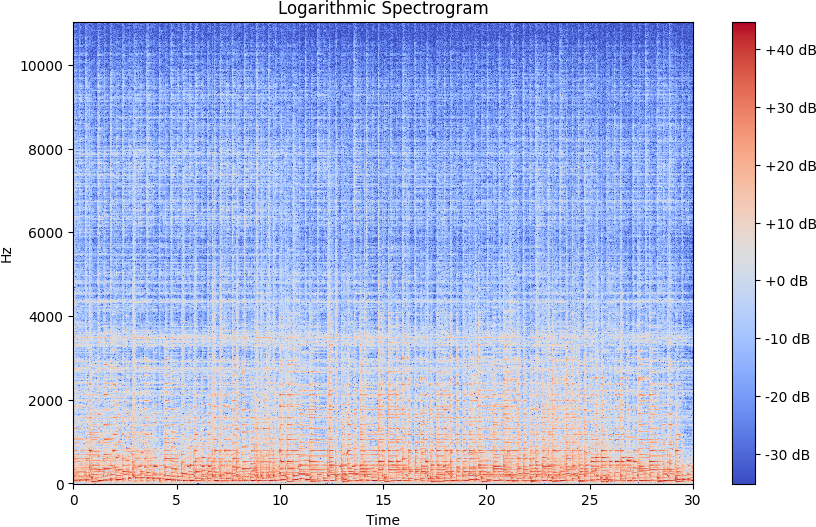 Logarithmic Spectrogram
Hz
10000
8000
6000
4000
2000
0
0 5 10 15 20 25 30
Time
+40 dB
+30 dB
+20 dB
+10 dB
+0 dB
-10 dB
-20 dB
-30 dB